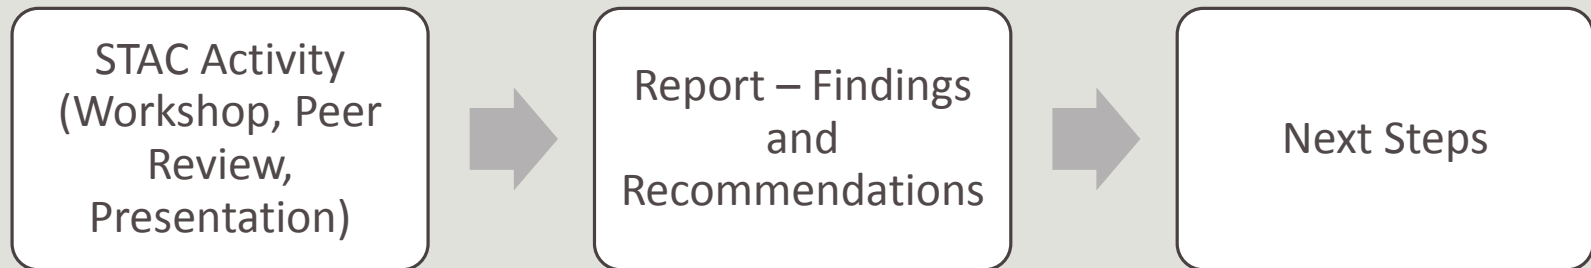 STAC Activity
(Workshop, Peer
Review,
Presentation)
Report – Findings
and
Recommendations
Next Steps